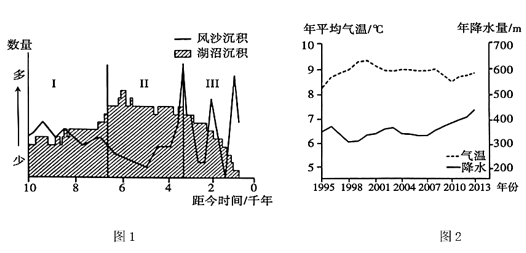 数量
风沙沉积
湖沼沉积
多
少
I
II
III
10
8
6
4
2
0
距今时间/千年
图1
年平均气温/℃
年降水量/m
10
9
8
7
6
5
700
600
500
400
300
200
气温
降水
1995
1998
2001
2004
2007
2010
2013
年份
图2